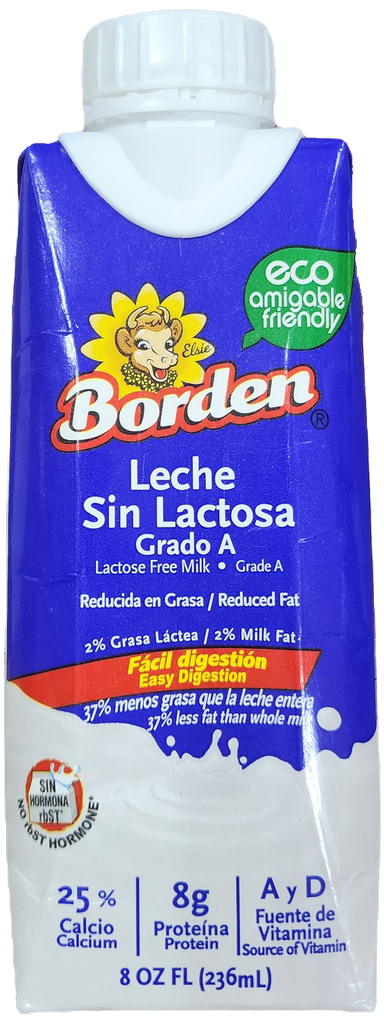 eco
amigable
friendly
Elsie
Borden®
Leche
Sin Lactosa
Grado A
Lactose Free Milk • Grade A
Reducida en Grasa / Reduced Fat
2% Grasa Láctea / 2% Milk Fat
Fácil digestión
Easy Digestion
37% menos grasa que la leche entera
37% less fat than whole milk
SIN
HORMONA
rbST*
NO rbST HORMONE*
25 %
Calcio
Calcium
8g
Proteína
Protein
A y D
Fuente de
Vitamina
Source of Vitamin
8 OZ FL (236mL)